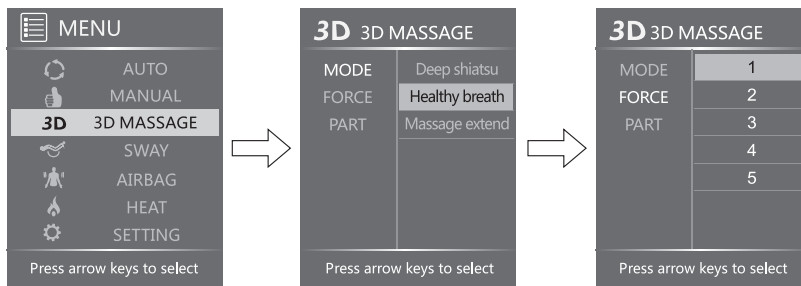 MENU
AUTO
MANUAL
3D 3D MASSAGE
SWAY
AIRBAG
HEAT
SETTING
Press arrow keys to select
3D 3D MASSAGE
MODE Deep shiatsu
FORCE Healthy breath
PART Massage extend
Press arrow keys to select
3D 3D MASSAGE
MODE 1
FORCE 2
PART 3
4
5
Press arrow keys to select